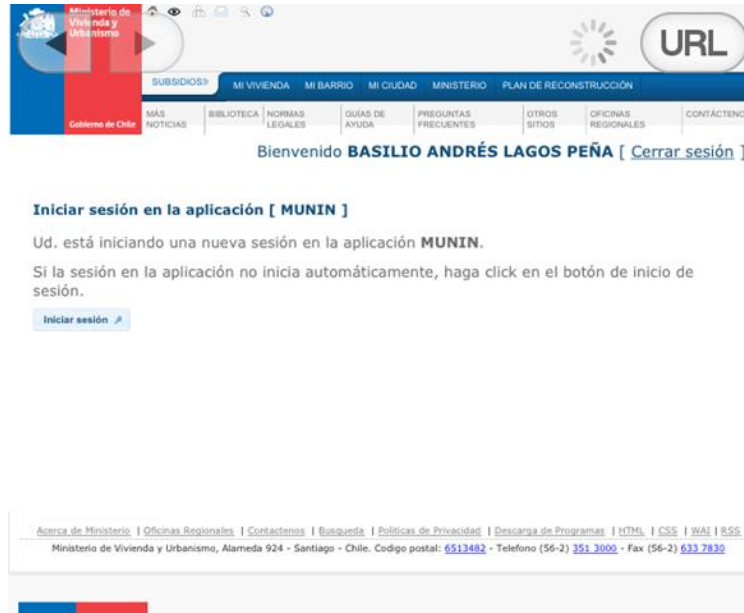 Ministerio de
Vivienda y
Urbanismo
Gobierno de Chile
URL
SUBSIDIOS» MI VIVIENDA MI BARRIO MI CIUDAD MINISTERIO PLAN DE RECONSTRUCCIÓN
MÁS NOTICIAS BIBLIOTECA NORMAS LEGALES GUÍAS DE AYUDA PREGUNTAS FRECUENTES OTROS SITIOS OFICINAS REGIONALES CONTÁCTENO
Bienvenido BASILIO ANDRÉS LAGOS PEÑA [ Cerrar sesión ]
Iniciar sesión en la aplicación [ MUNIN ]
Ud. está iniciando una nueva sesión en la aplicación MUNIN.
Si la sesión en la aplicación no inicia automáticamente, haga click en el botón de inicio de
sesión.
Iniciar sesión
Acerca de Ministerio | Oficinas Regionales | Contactenos | Busqueda | Politicas de Privacidad | Descarga de Programas | HTML | CSS | WAI | RSS
Ministerio de Vivienda y Urbanismo, Alameda 924 - Santiago - Chile. Codigo postal: 6513482 - Telefono (56-2) 351 3000 - Fax (56-2) 633 7830